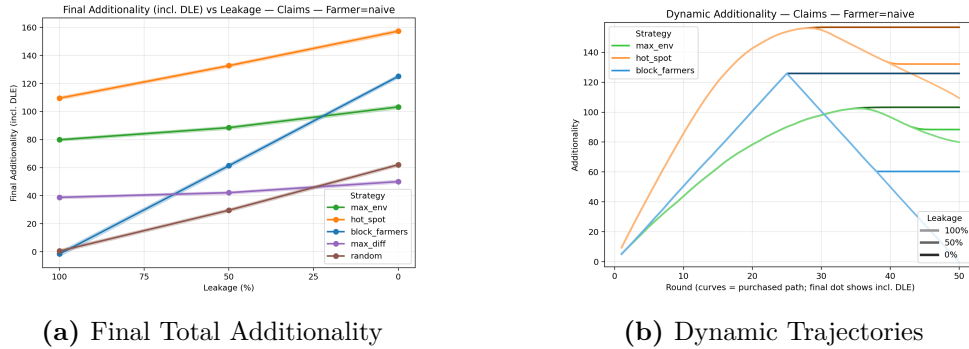 Final Additionality (incl. DLE) vs Leakage — Claims — Farmer=naive
Final Additionality (incl. DLE)
160
140
120
100
80
60
40
20
0
100
75
50
25
0
Leakage (%)
Strategy
max_env
hot_spot
block_farmers
max_diff
random
(a) Final Total Additionality
Dynamic Additionality — Claims — Farmer=naive
Additionality
140
120
100
80
60
40
20
0
0
10
20
30
40
50
Round (curves = purchased path; final dot shows incl. DLE)
Strategy
max_env
hot_spot
block_farmers
Leakage
100%
50%
0%
(b) Dynamic Trajectories